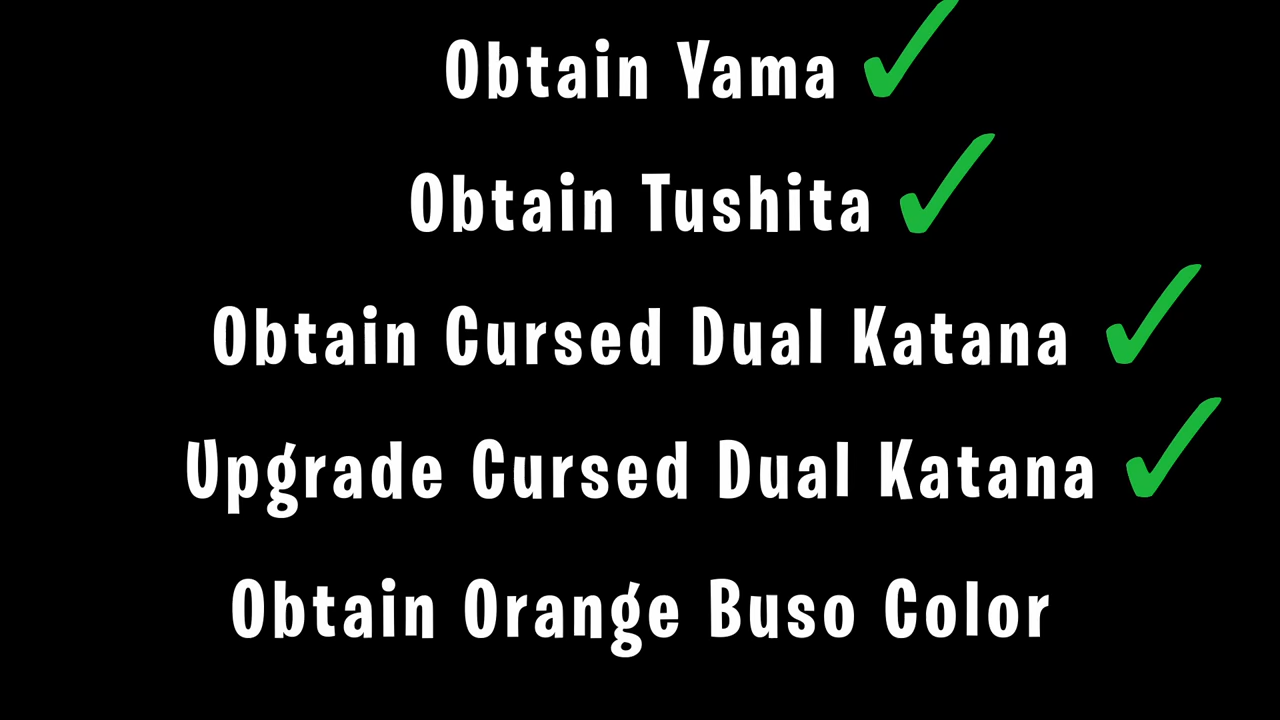 Obtain Yama ✓
Obtain Tushita ✓
Obtain Cursed Dual Katana ✓
Upgrade Cursed Dual Katana ✓
Obtain Orange Buso Color